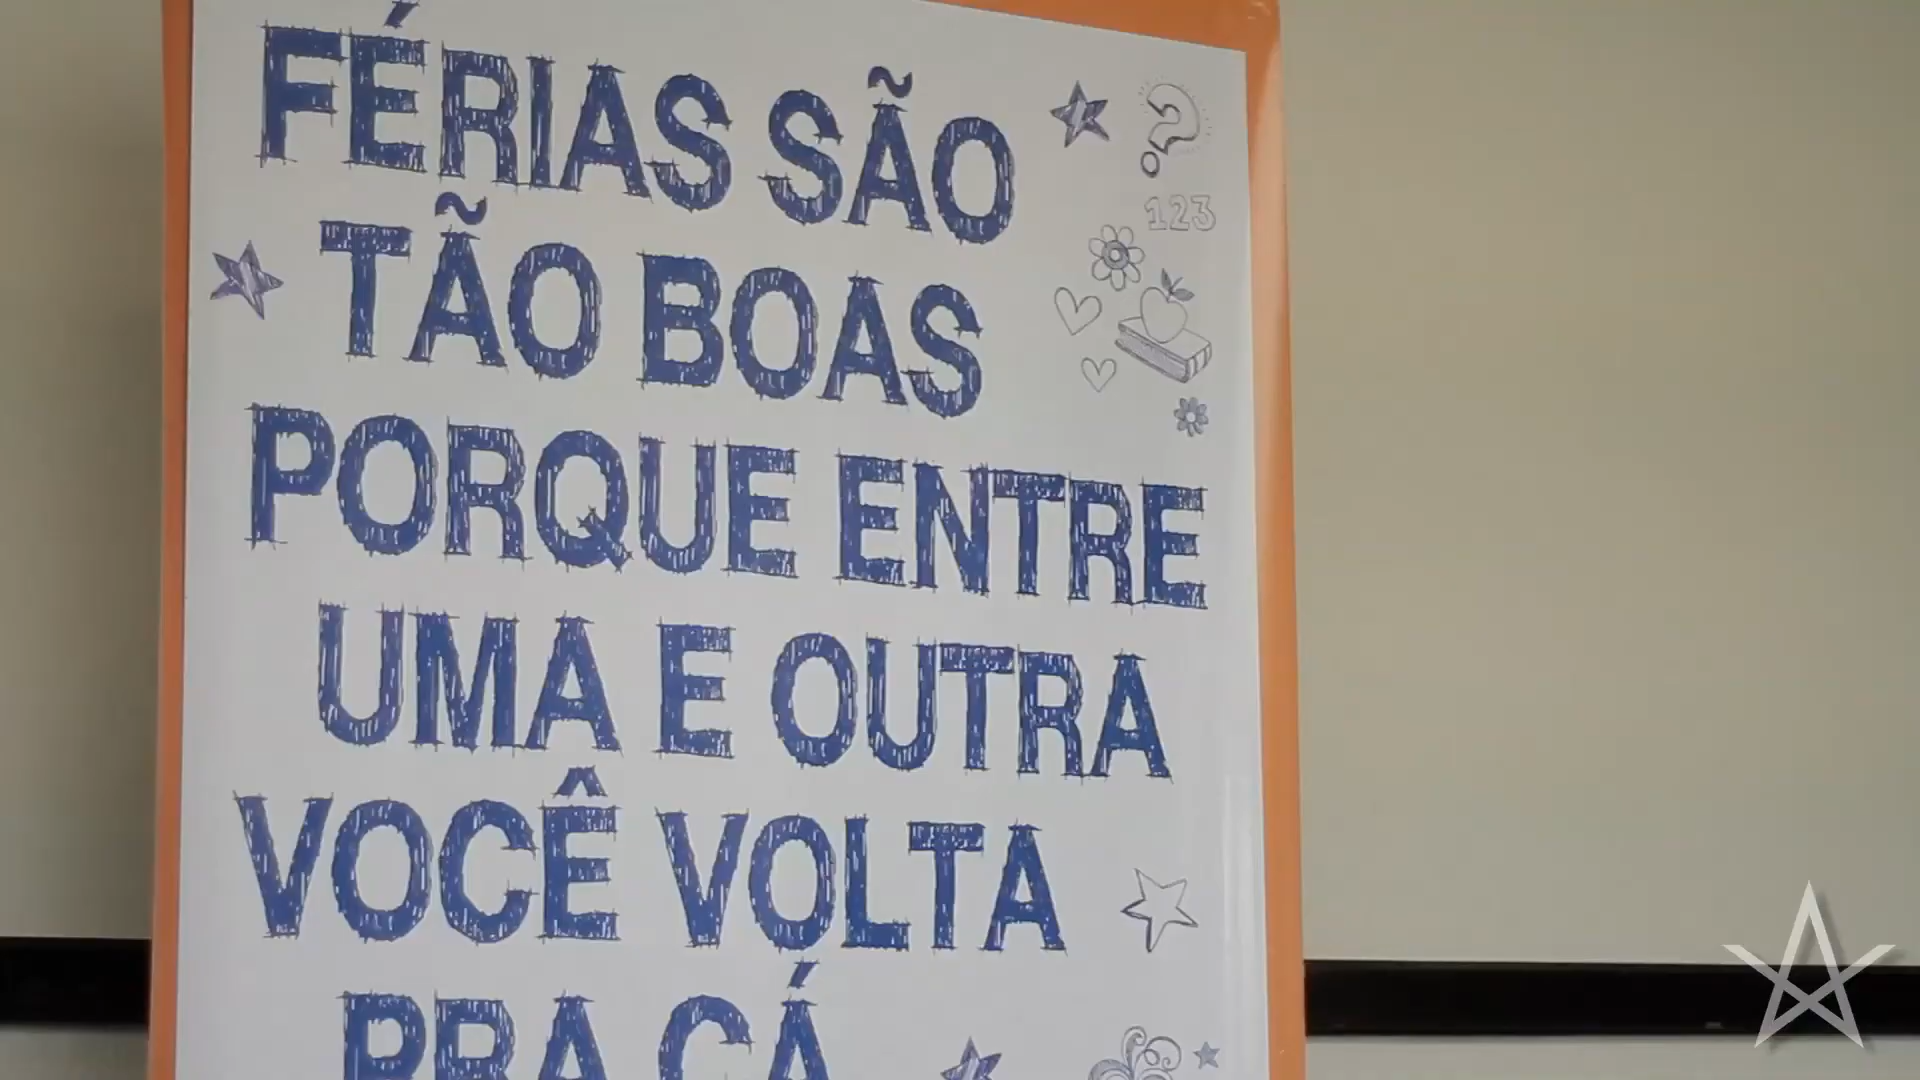 FÉRIAS SÃO
TÃO BOAS
PORQUE ENTRE
UMA E OUTRA
VOCÊ VOLTA
PRA CÁ
123